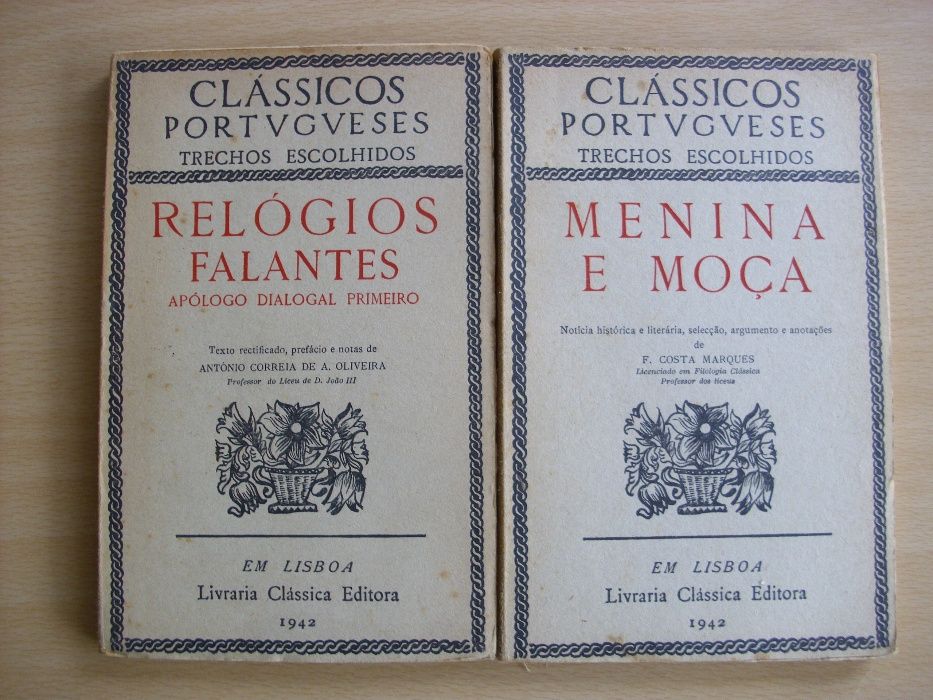 CLÁSSICOS
PORTVGVESES
TRECHOS ESCOLHIDOS
RELÓGIOS
FALANTES
APÓLOGO DIALOGAL PRIMEIRO
Texto rectificado, prefácio e notas de
ANTÓNIO CORREIA DE A. OLIVEIRA
Professor do Liceu de D. João III
EM LISBOA
Livraria Clássica Editora
1942
CLÁSSICOS
PORTVGVESES
TRECHOS ESCOLHIDOS
MENINA
E MOÇA
Notícia histórica e literária, selecção, argumento e anotações
de
F. COSTA MARQUES
Licenciado em Filologia Clássica
Professor dos liceus
EM LISBOA
Livraria Clássica Editora
1942